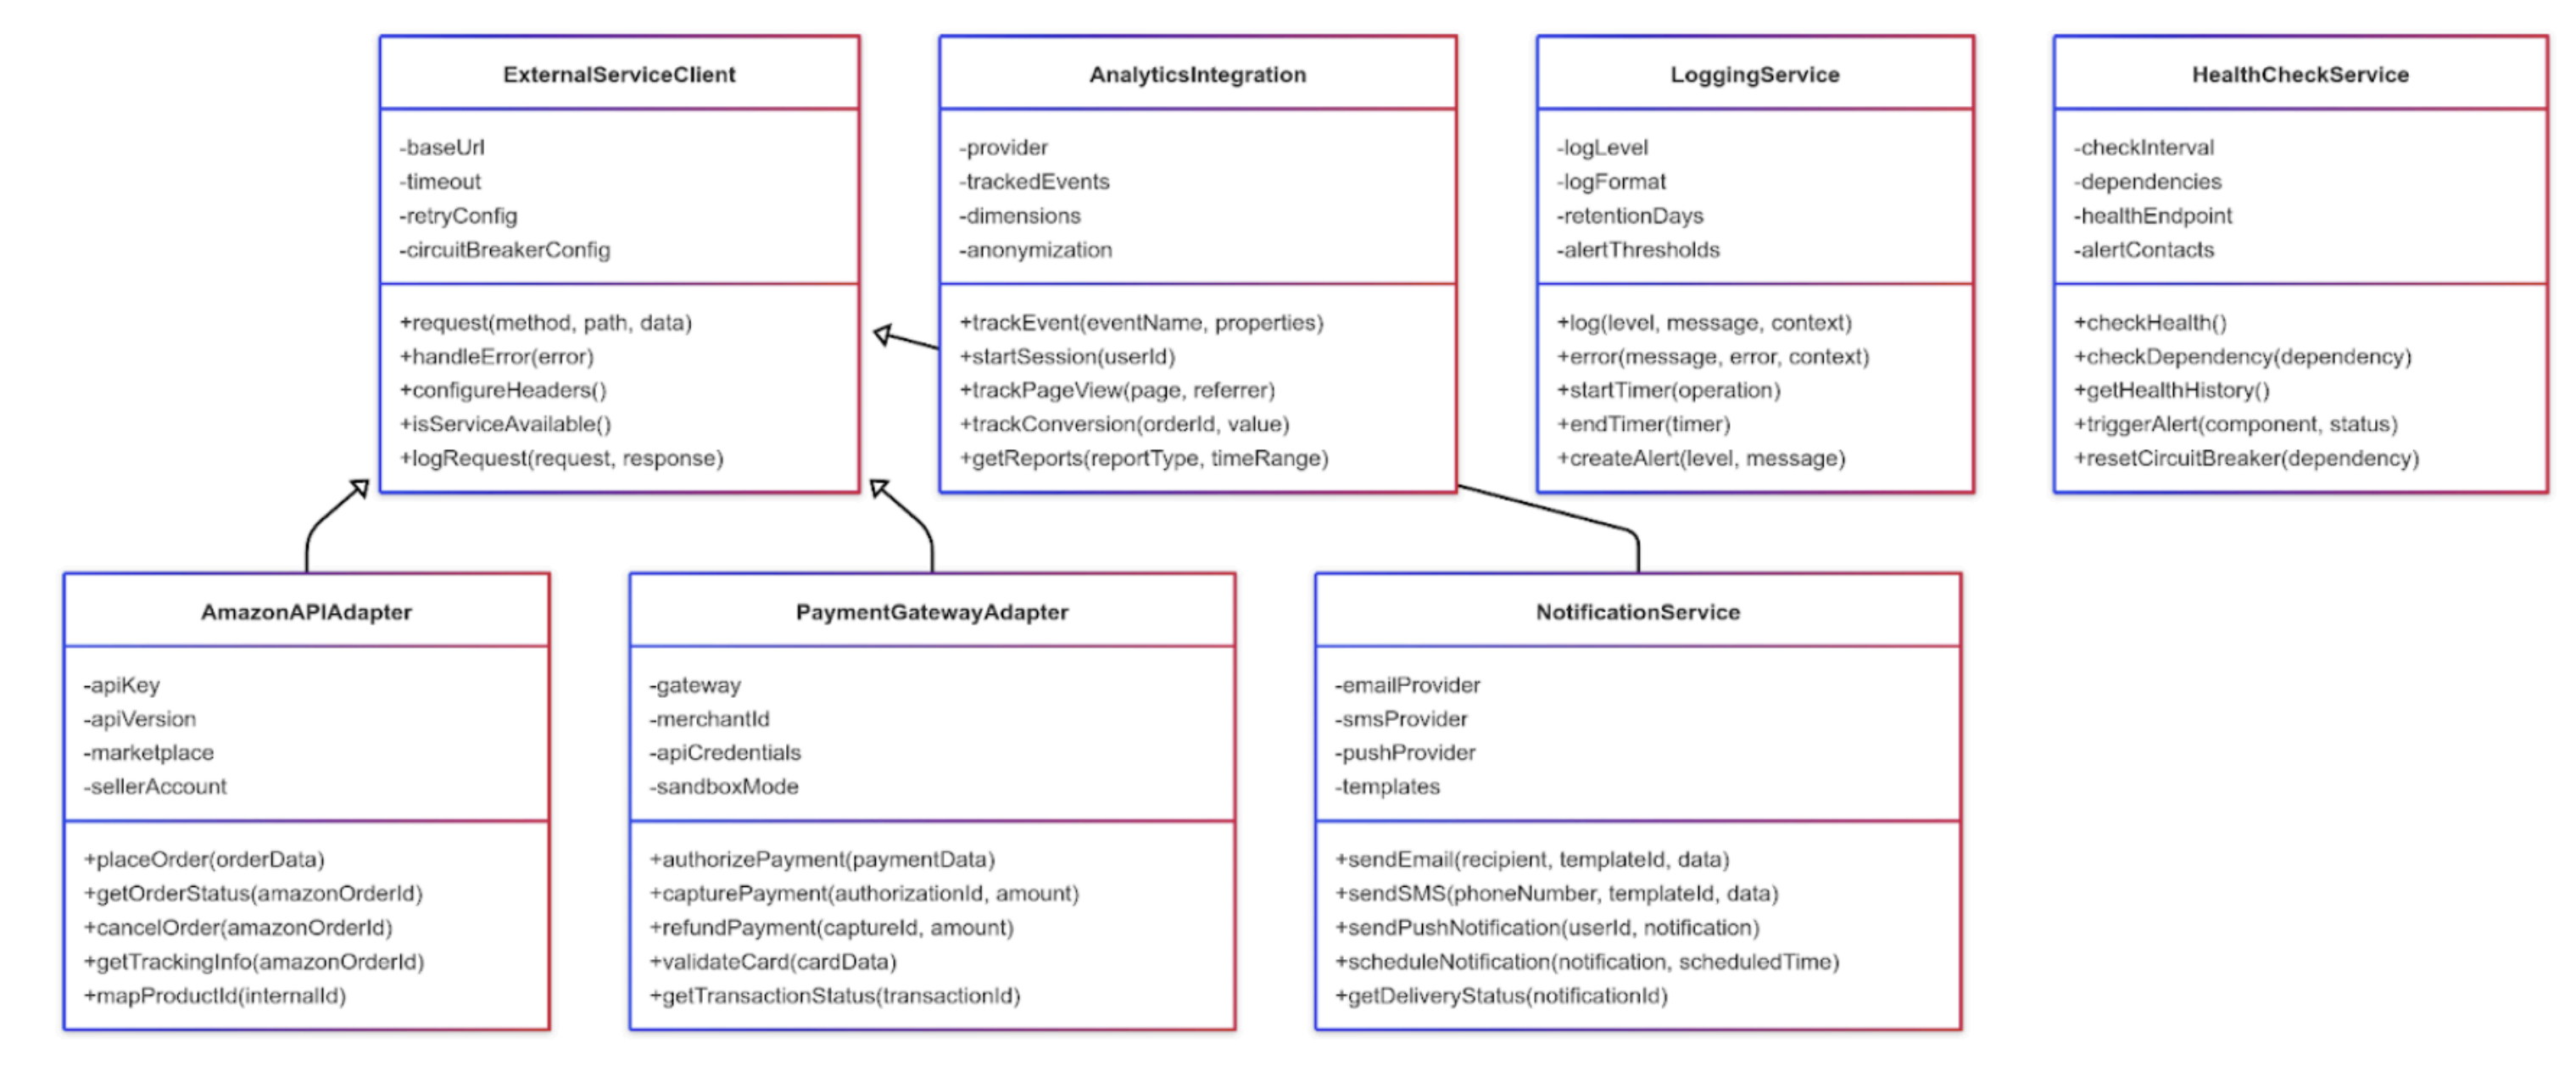 ExternalServiceClient
-baseUrl
-timeout
-retryConfig
-circuitBreakerConfig
+request(method, path, data)
+handleError(error)
+configureHeaders()
+isServiceAvailable()
+logRequest(request, response)
AnalyticsIntegration
-provider
-trackedEvents
-dimensions
-anonymization
+trackEvent(eventName, properties)
+startSession(userId)
+trackPageView(page, referrer)
+trackConversion(orderId, value)
+getReports(reportType, timeRange)
LoggingService
-logLevel
-logFormat
-retentionDays
-alertThresholds
+log(level, message, context)
+error(message, error, context)
+startTimer(operation)
+endTimer(timer)
+createAlert(level, message)
HealthCheckService
-checkInterval
-dependencies
-healthEndpoint
-alertContacts
+checkHealth()
+checkDependency(dependency)
+getHealthHistory()
+triggerAlert(component, status)
+resetCircuitBreaker(dependency)
AmazonAPIAdapter
-apiKey
-apiVersion
-marketplace
-sellerAccount
+placeOrder(orderData)
+getOrderStatus(amazonOrderId)
+cancelOrder(amazonOrderId)
+getTrackingInfo(amazonOrderId)
+mapProductId(internalId)
PaymentGatewayAdapter
-gateway
-merchantId
-apiCredentials
-sandboxMode
+authorizePayment(paymentData)
+capturePayment(authorizationId, amount)
+refundPayment(captureId, amount)
+validateCard(cardData)
+getTransactionStatus(transactionId)
NotificationService
-emailProvider
-smsProvider
-pushProvider
-templates
+sendEmail(recipient, templateId, data)
+sendSMS(phoneNumber, templateId, data)
+sendPushNotification(userId, notification)
+scheduleNotification(notification, scheduledTime)
+getDeliveryStatus(notificationId)